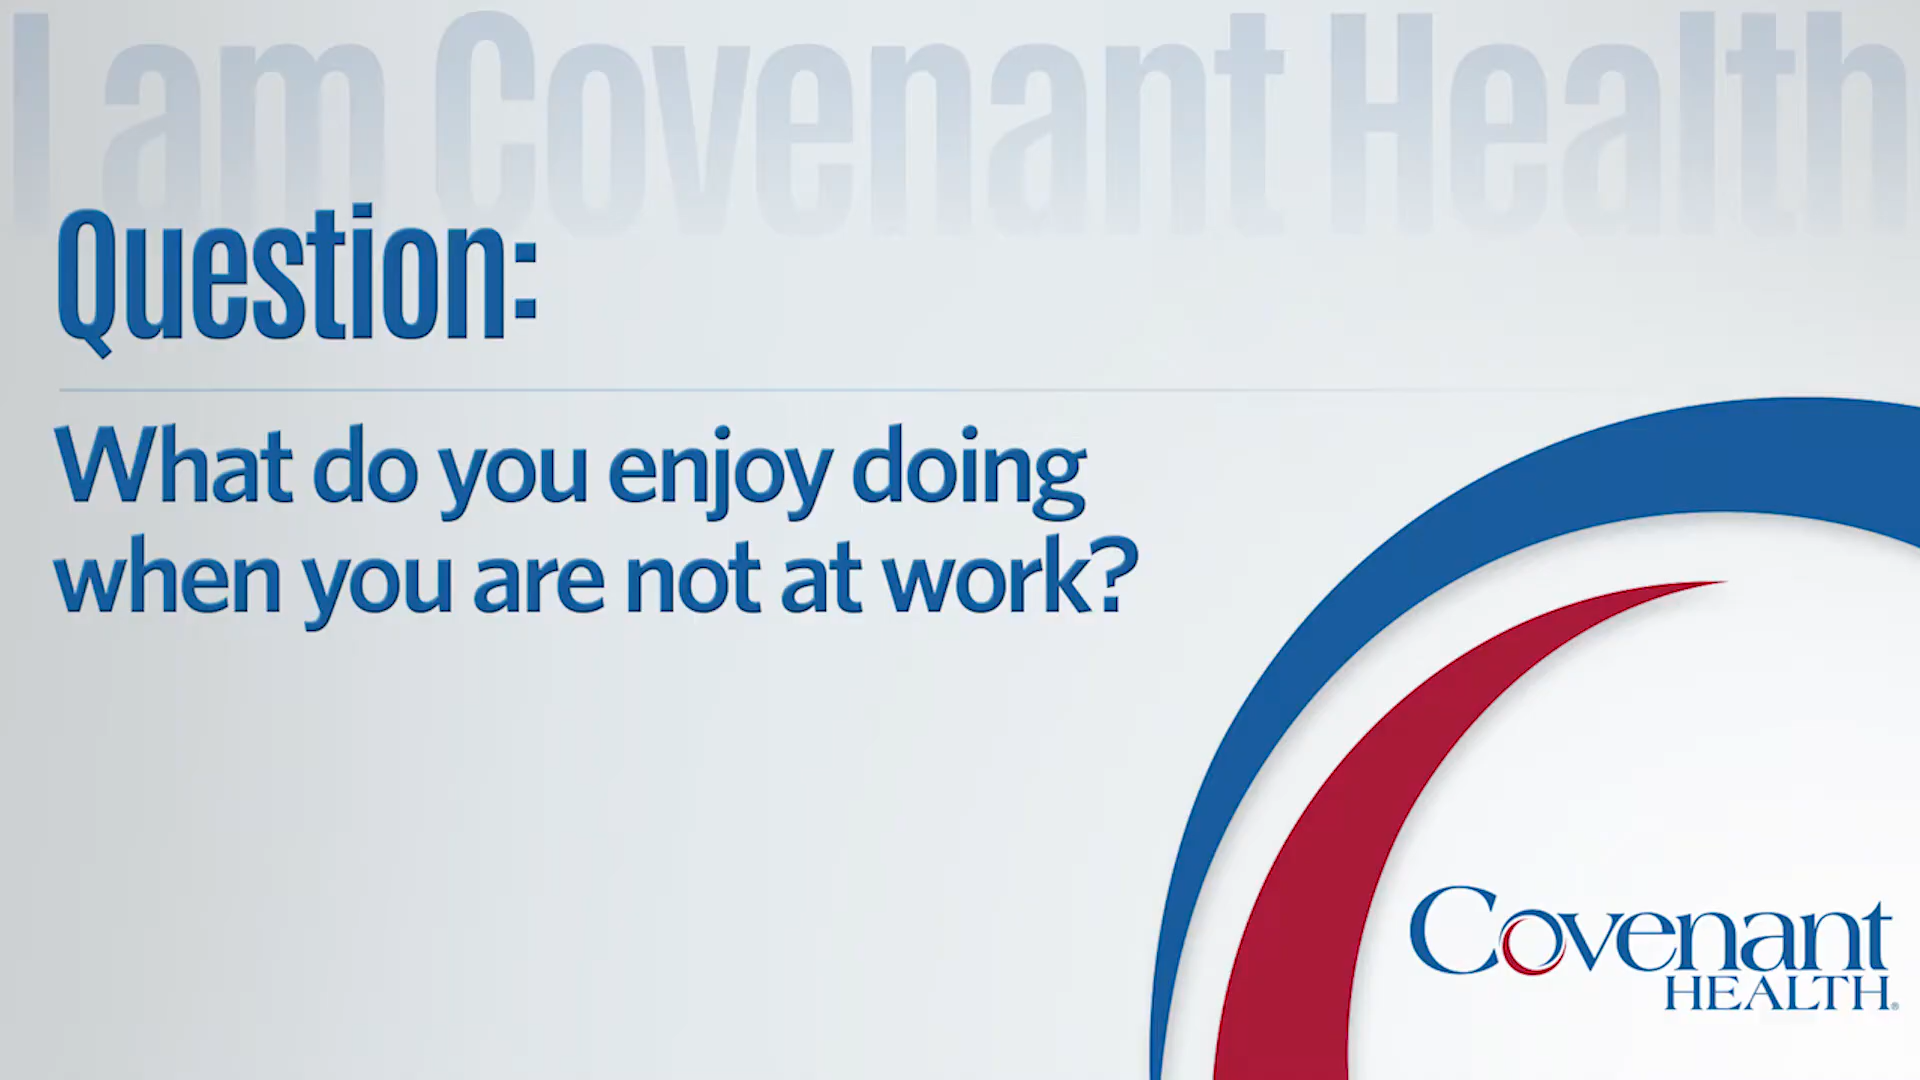 I am Covenant Health
Question:
What do you enjoy doing
when you are not at work?
Covenant
HEALTH®